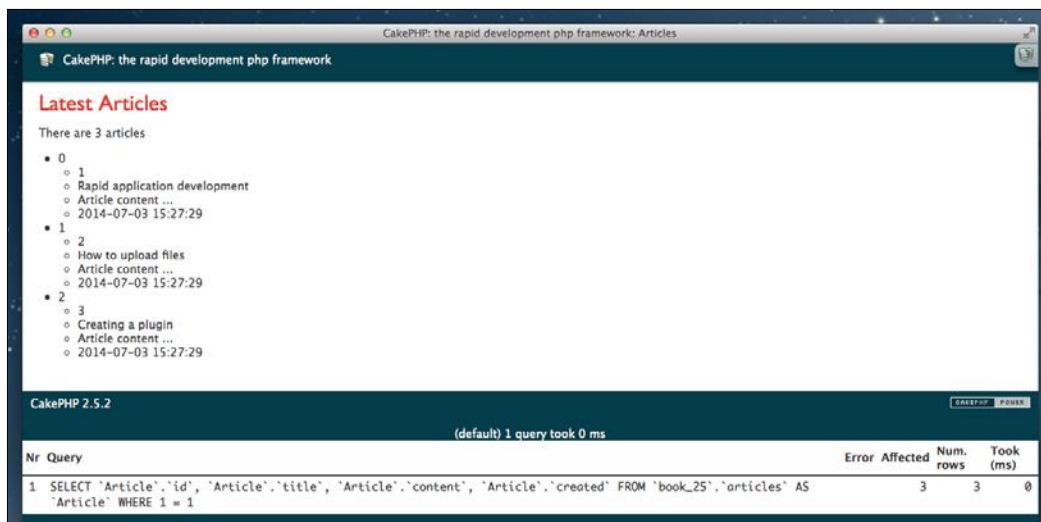 CakePHP: the rapid development php framework: Articles
CakePHP: the rapid development php framework
Latest Articles
There are 3 articles
0
1
Rapid application development
Article content ...
2014-07-03 15:27:29
1
2
How to upload files
Article content ...
2014-07-03 15:27:29
2
3
Creating a plugin
Article content ...
2014-07-03 15:27:29
CakePHP 2.5.2
CAKEPHP POWER
(default) 1 query took 0 ms
Nr Query Error Affected Num. rows Took (ms)
1 SELECT `Article`.`id`, `Article`.`title`, `Article`.`content`, `Article`.`created` FROM `book_25`.`articles` AS
`Article` WHERE 1 = 1 3 3 0